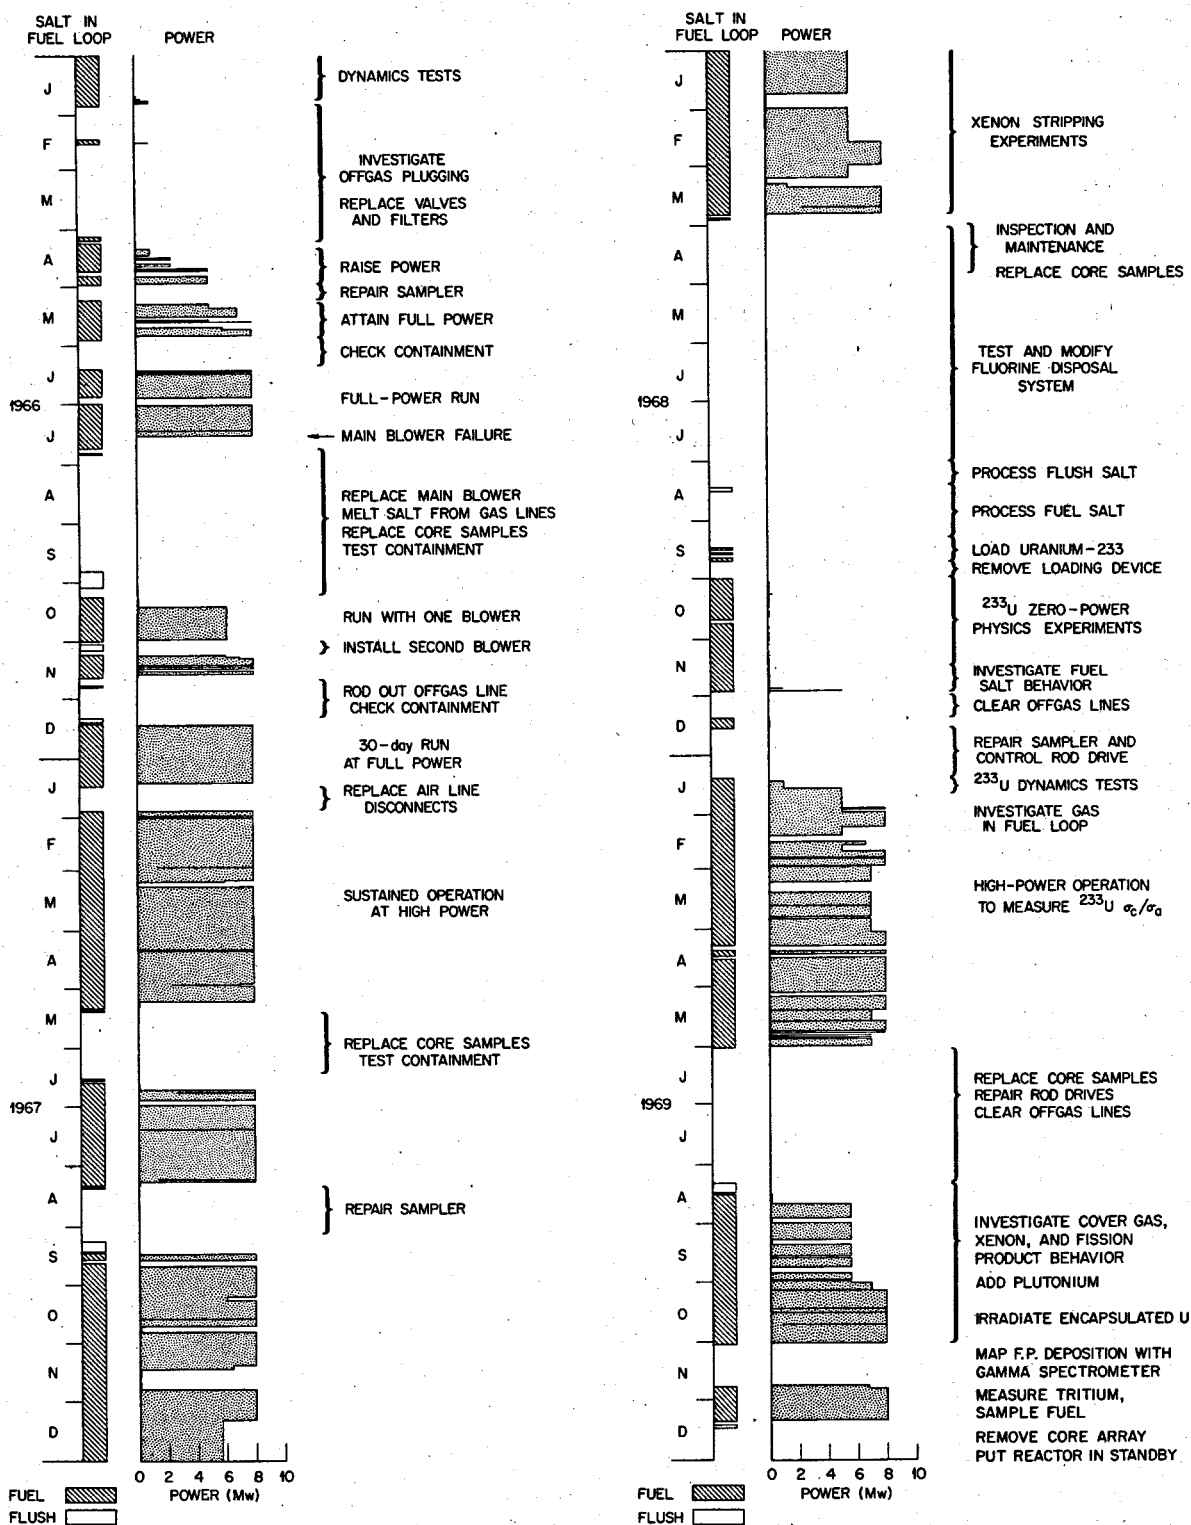 SALT IN
FUEL LOOP
POWER
J
F
M
A
M
J
1966
J
A
S
O
N
D
J
F
M
A
M
J
1967
J
A
S
O
N
D
DYNAMICS TESTS
INVESTIGATE
OFFGAS PLUGGING
REPLACE VALVES
AND FILTERS
RAISE POWER
REPAIR SAMPLER
ATTAIN FULL POWER
CHECK CONTAINMENT
FULL-POWER RUN
MAIN BLOWER FAILURE
REPLACE MAIN BLOWER
MELT SALT FROM GAS LINES
REPLACE CORE SAMPLES
TEST CONTAINMENT
RUN WITH ONE BLOWER
INSTALL SECOND BLOWER
ROD OUT OFFGAS LINE
CHECK CONTAINMENT
30-day RUN
AT FULL POWER
REPLACE AIR LINE
DISCONNECTS
SUSTAINED OPERATION
AT HIGH POWER
REPLACE CORE SAMPLES
TEST CONTAINMENT
REPAIR SAMPLER
0 2 4 6 8 10
POWER (Mw)
FUEL
FLUSH
SALT IN
FUEL LOOP
POWER
J
F
M
A
M
J
1968
J
A
S
O
N
D
J
F
M
A
M
J
1969
J
A
S
O
N
D
XENON STRIPPING
EXPERIMENTS
INSPECTION AND
MAINTENANCE
REPLACE CORE SAMPLES
TEST AND MODIFY
FLUORINE DISPOSAL
SYSTEM
PROCESS FLUSH SALT
PROCESS FUEL SALT
LOAD URANIUM-233
REMOVE LOADING DEVICE
²³³U ZERO-POWER
PHYSICS EXPERIMENTS
INVESTIGATE FUEL
SALT BEHAVIOR
CLEAR OFFGAS LINES
REPAIR SAMPLER AND
CONTROL ROD DRIVE
²³³U DYNAMICS TESTS
INVESTIGATE GAS
IN FUEL LOOP
HIGH-POWER OPERATION
TO MEASURE ²³³U σc/σa
REPLACE CORE SAMPLES
REPAIR ROD DRIVES
CLEAR OFFGAS LINES
INVESTIGATE COVER GAS,
XENON, AND FISSION
PRODUCT BEHAVIOR
ADD PLUTONIUM
IRRADIATE ENCAPSULATED U
MAP F.P. DEPOSITION WITH
GAMMA SPECTROMETER
MEASURE TRITIUM,
SAMPLE FUEL
REMOVE CORE ARRAY
PUT REACTOR IN STANDBY
0 2 4 6 8 10
POWER (Mw)
FUEL
FLUSH